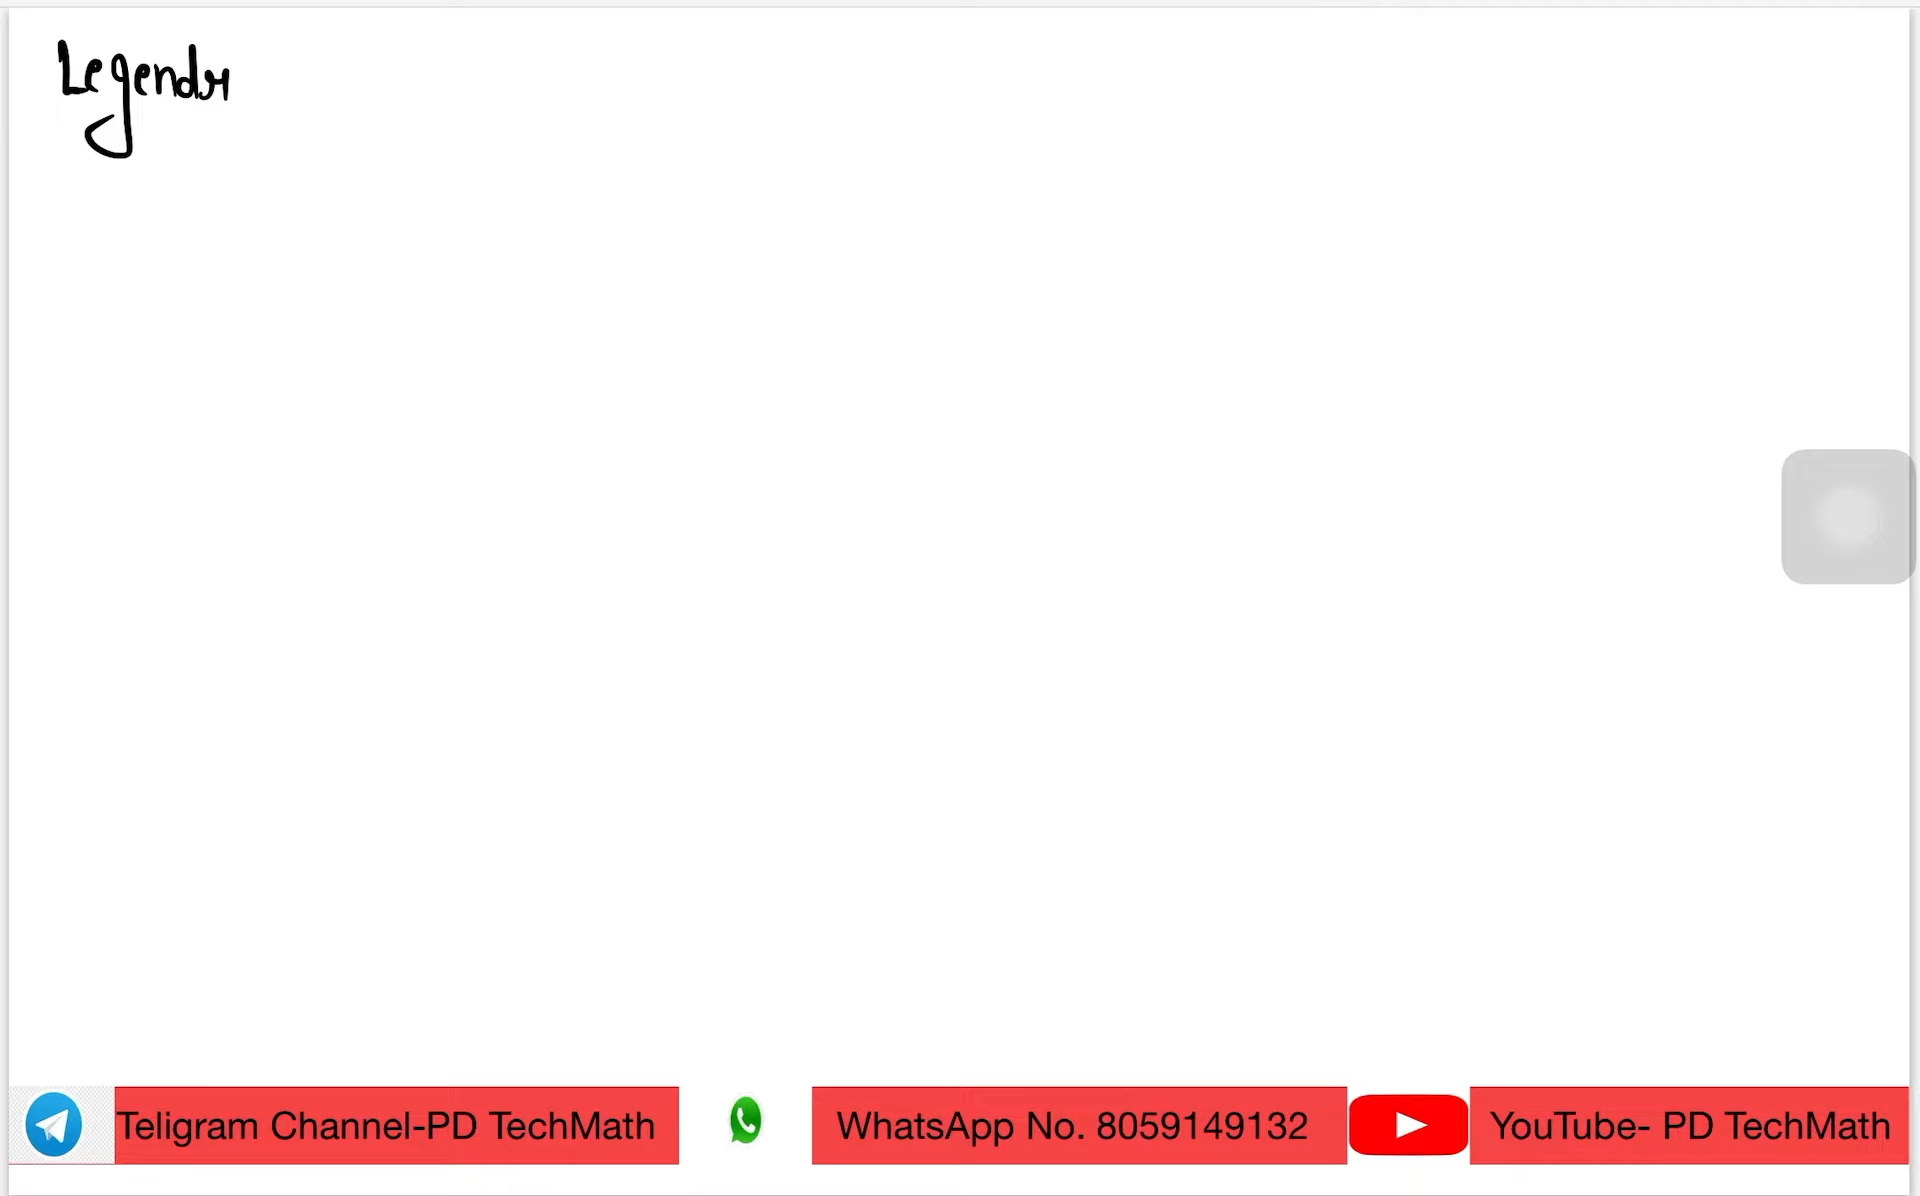 Legendr
Teligram Channel-PD TechMath
WhatsApp No. 8059149132
YouTube- PD TechMath